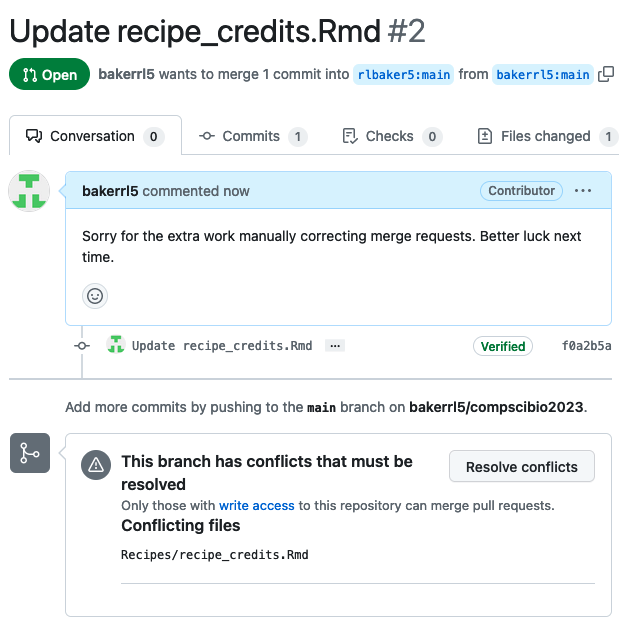 Update recipe_credits.Rmd #2
Open bakerrl5 wants to merge 1 commit into rlbaker5:main from bakerrl5:main
Conversation 0 Commits 1 Checks 0 Files changed 1
bakerrl5 commented now Contributor ...
Sorry for the extra work manually correcting merge requests. Better luck next
time.
Update recipe_credits.Rmd ... Verified f0a2b5a
Add more commits by pushing to the main branch on bakerrl5/compscibio2023.
This branch has conflicts that must be
resolved
Resolve conflicts
Only those with write access to this repository can merge pull requests.
Conflicting files
Recipes/recipe_credits.Rmd